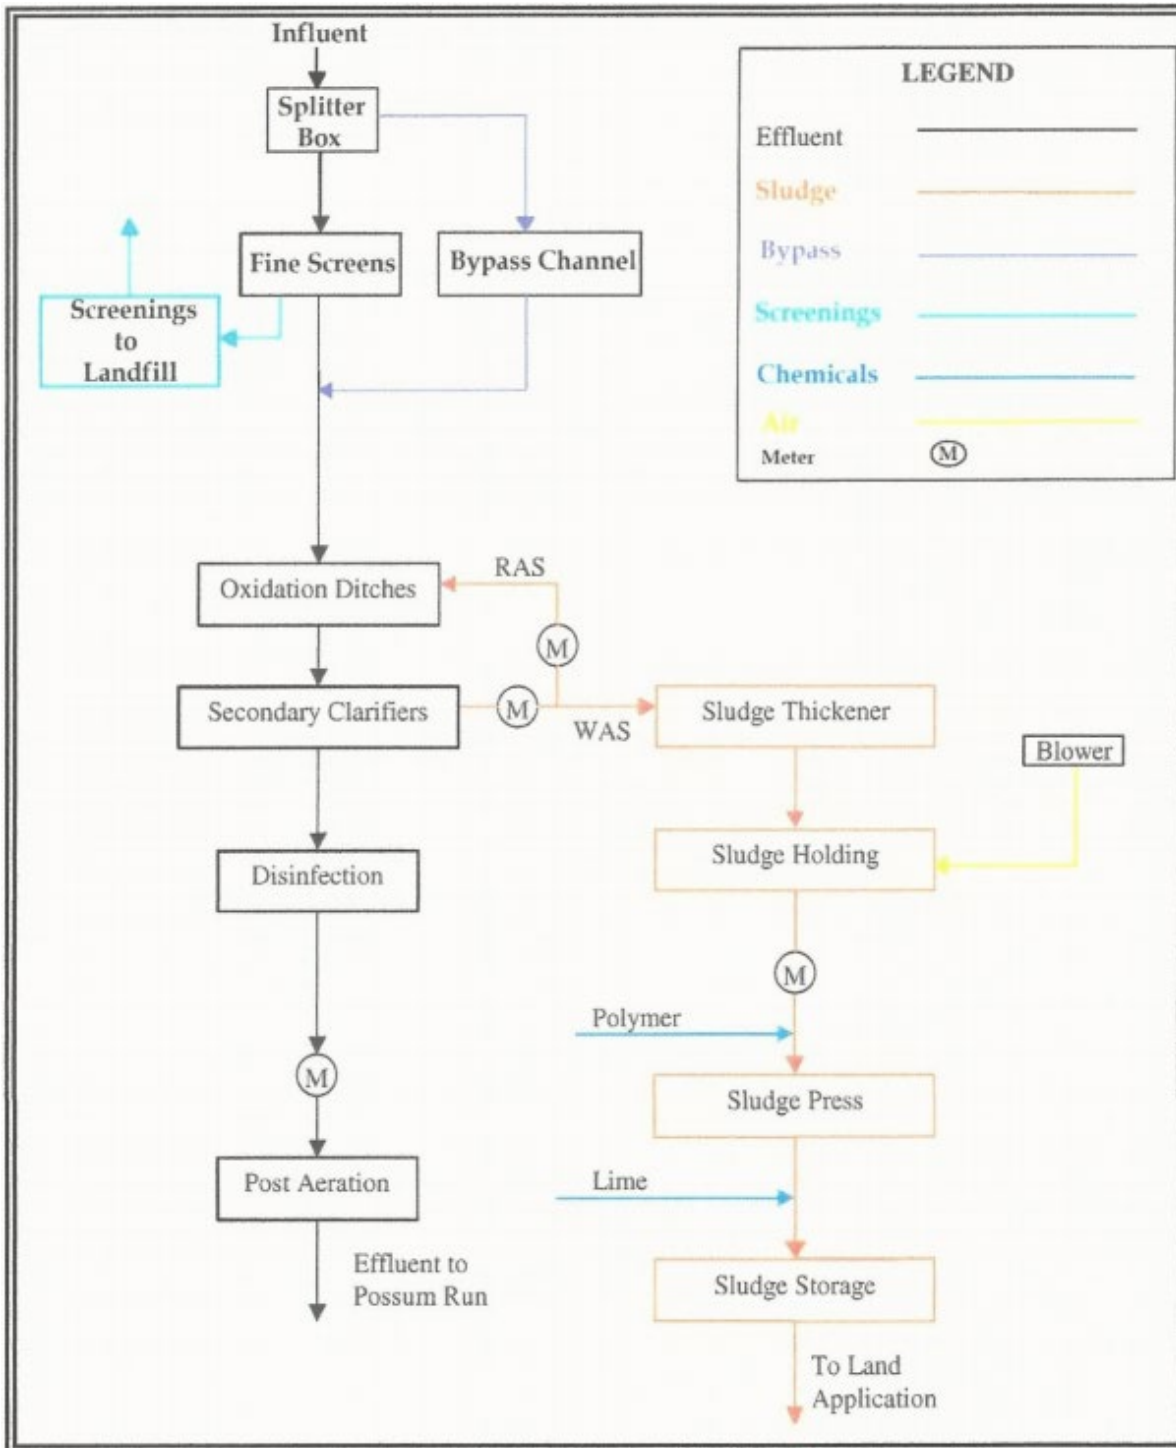 Influent
Splitter
Box
Fine Screens
Bypass Channel
Screenings
to
Landfill
LEGEND
Effluent
Sludge
Bypass
Screenings
Chemicals
Air
Meter
M
Oxidation Ditches
RAS
M
Secondary Clarifiers
M
WAS
Sludge Thickener
Blower
Sludge Holding
Disinfection
M
Polymer
Sludge Press
M
Post Aeration
Lime
Sludge Storage
Effluent to
Possum Run
To Land
Application